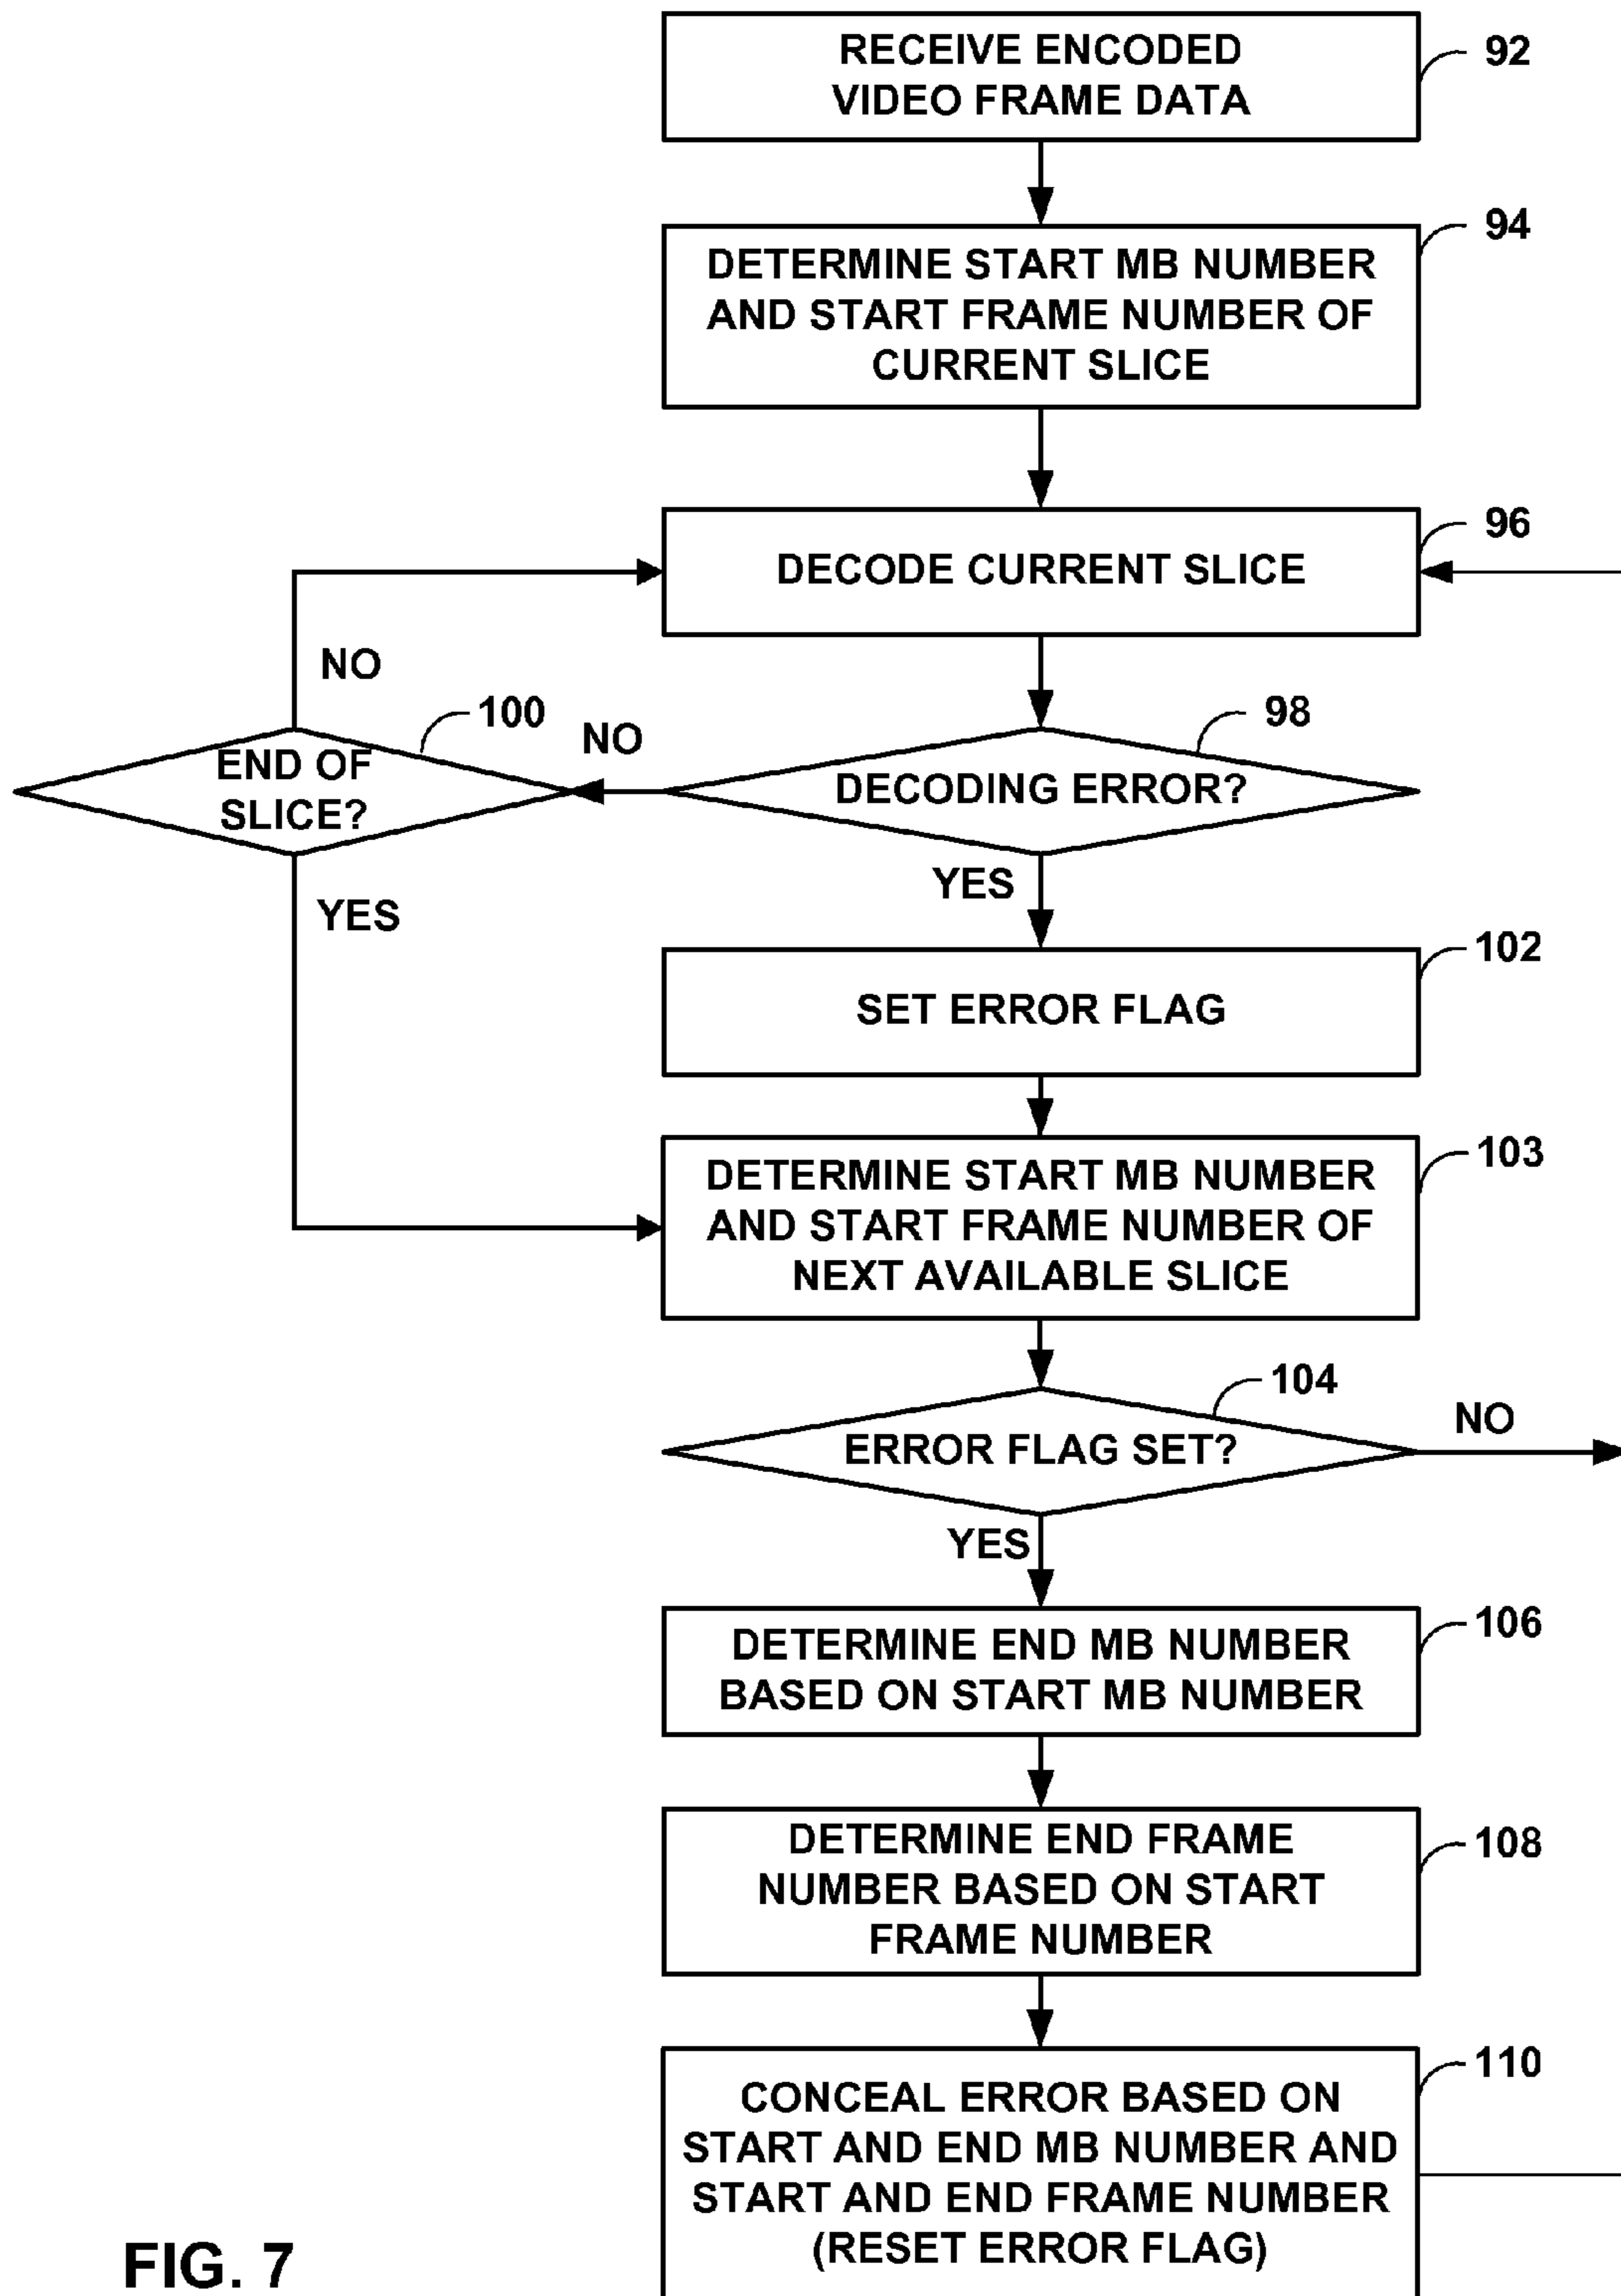 RECEIVE ENCODED
VIDEO FRAME DATA
92
94
DETERMINE START MB NUMBER
AND START FRAME NUMBER OF
CURRENT SLICE
96
DECODE CURRENT SLICE
NO
100
END OF
SLICE?
NO
98
DECODING ERROR?
YES
YES
102
SET ERROR FLAG
103
DETERMINE START MB NUMBER
AND START FRAME NUMBER OF
NEXT AVAILABLE SLICE
104
ERROR FLAG SET?
NO
YES
106
DETERMINE END MB NUMBER
BASED ON START MB NUMBER
108
DETERMINE END FRAME
NUMBER BASED ON START
FRAME NUMBER
110
CONCEAL ERROR BASED ON
START AND END MB NUMBER AND
START AND END FRAME NUMBER
(RESET ERROR FLAG)
FIG. 7